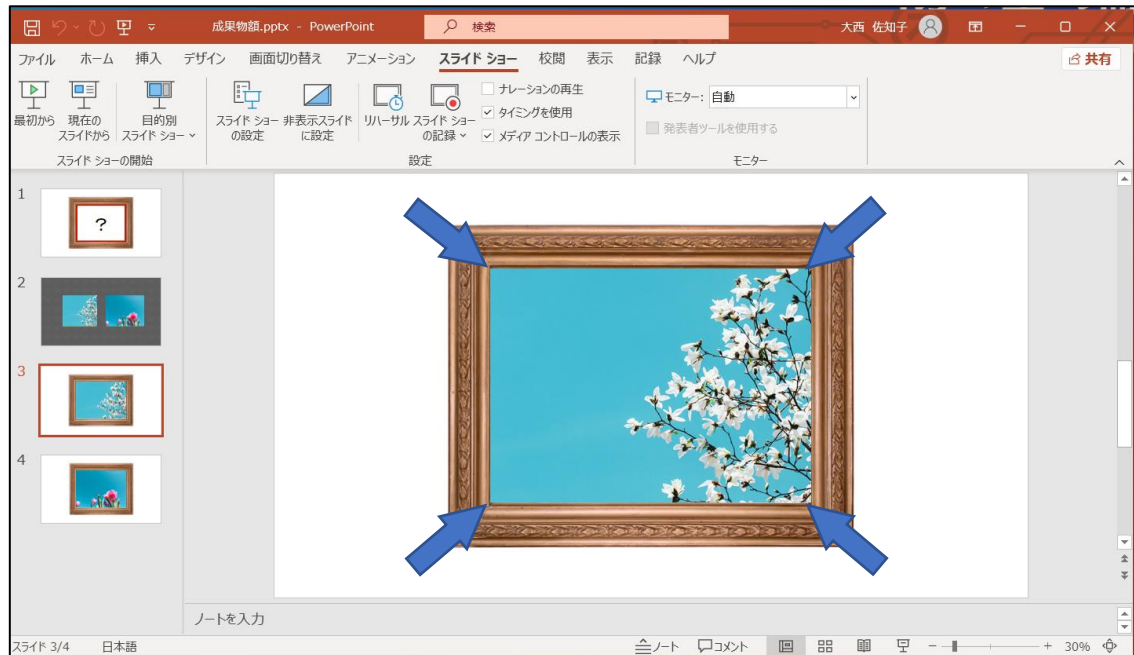 成果物額.pptx - PowerPoint
検索
大西 佐知子
ファイル ホーム 挿入 デザイン 画面切り替え アニメーション スライド ショー 校閲 表示 記録 ヘルプ
共有
最初から
現在の
スライドから
目的別
スライド ショー
スライド ショーの開始
スライド ショー
の設定
非表示スライド
に設定
リハーサル
スライド ショー
の記録
ナレーションの再生
タイミングを使用
メディア コントロールの表示
設定
モニター: 自動
発表者ツールを使用する
モニター
1
?
2
3
4
ノートを入力
スライド 3/4 日本語
ノート コメント
30%